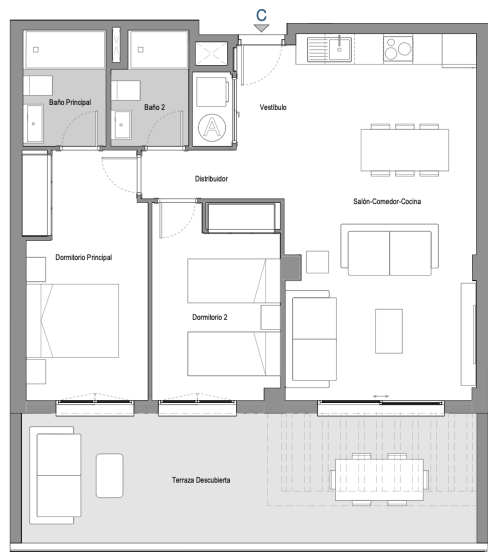 C
Baño Principal
Baño 2
Vestíbulo
A
Distribuidor
Salón-Comedor-Cocina
Dormitorio Principal
Dormitorio 2
Terraza Descubierta